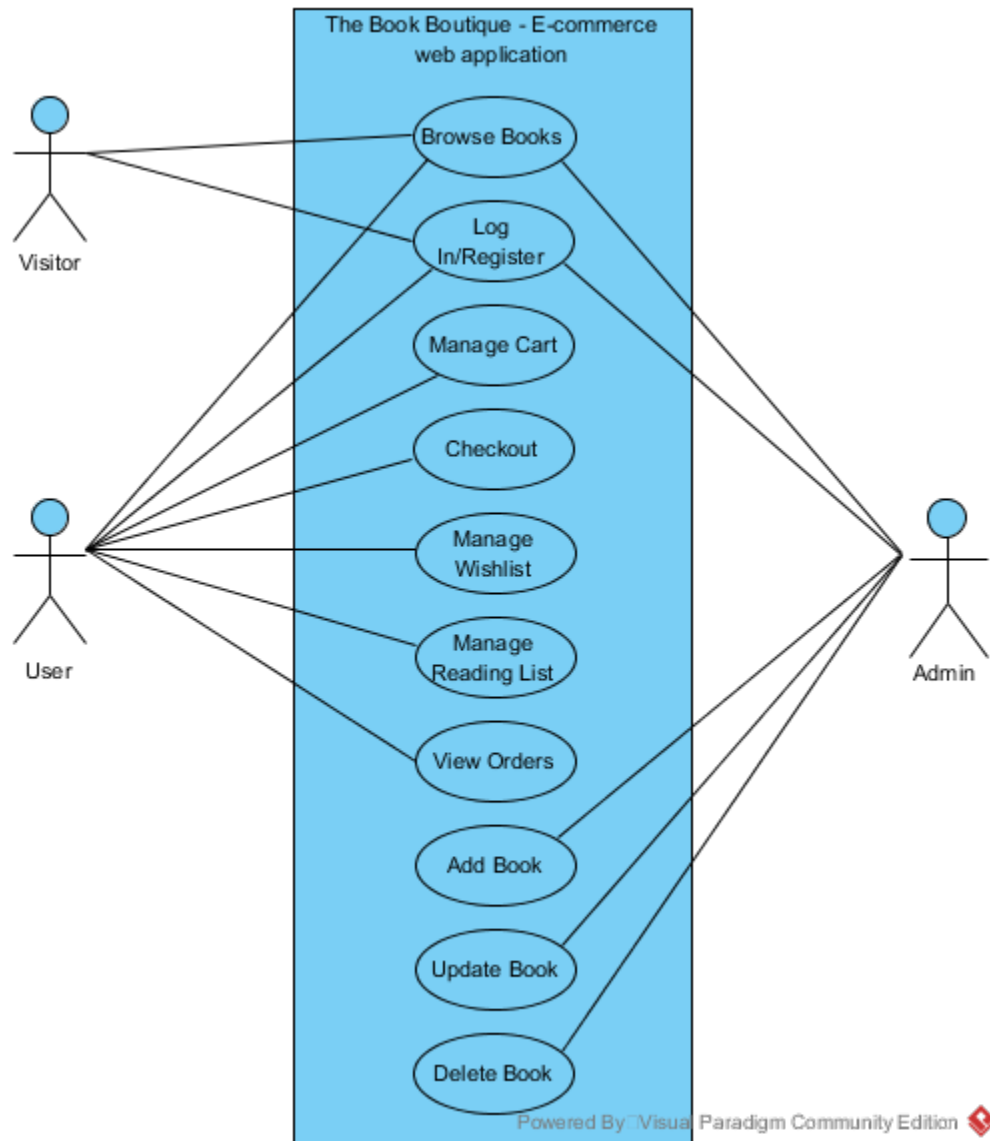 The Book Boutique - E-commerce
web application
Browse Books
Visitor
Log
In/Register
Manage Cart
Checkout
Manage
Wishlist
User
Manage
Reading List
Admin
View Orders
Add Book
Update Book
Delete Book
Powered By Visual Paradigm Community Edition